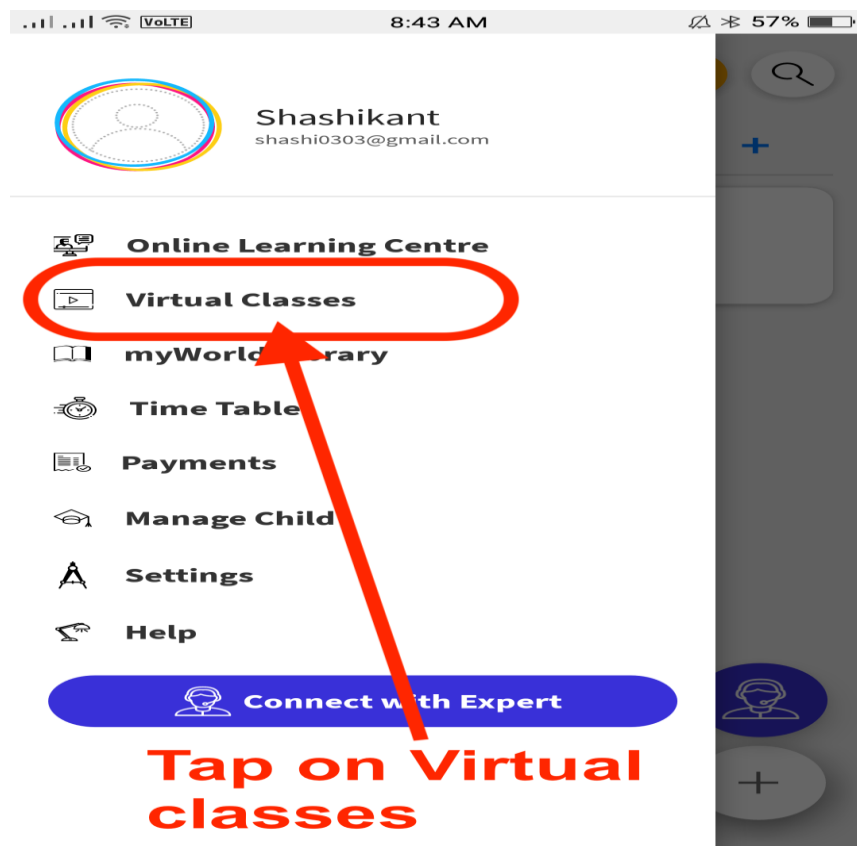 VoLTE 8:43 AM 57%
Shashikant
shashi0303@gmail.com
Online Learning Centre
Virtual Classes
Time Table
Payments
Manage Child
Settings
Help
Connect with Expert
Tap on Virtual
classes